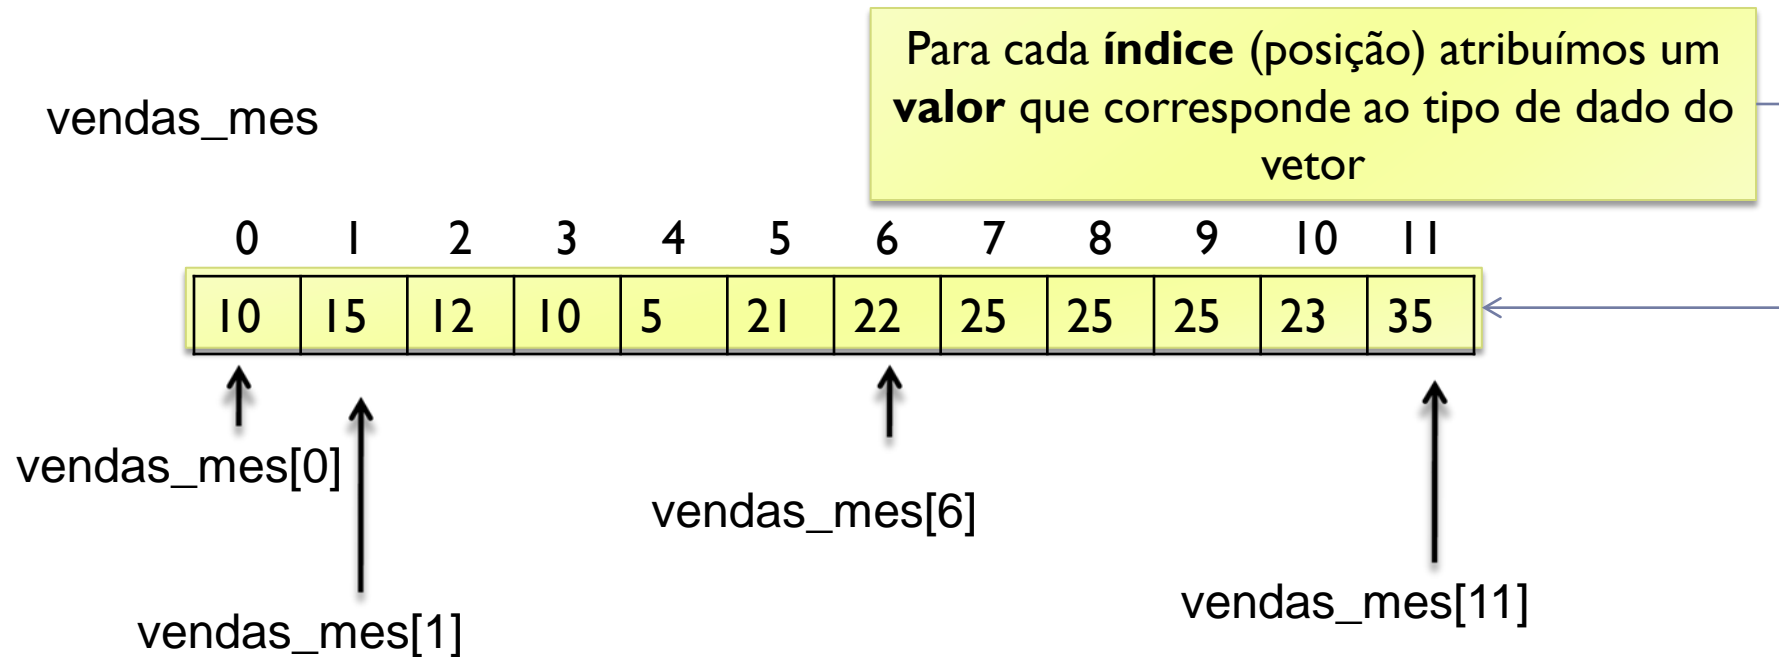 Para cada índice (posição) atribuímos um
valor que corresponde ao tipo de dado do
vetor
vendas_mes
0 1 2 3 4 5 6 7 8 9 10 11
10 15 12 10 5 21 22 25 25 25 23 35
vendas_mes[0]
vendas_mes[6]
vendas_mes[11]
vendas_mes[1]